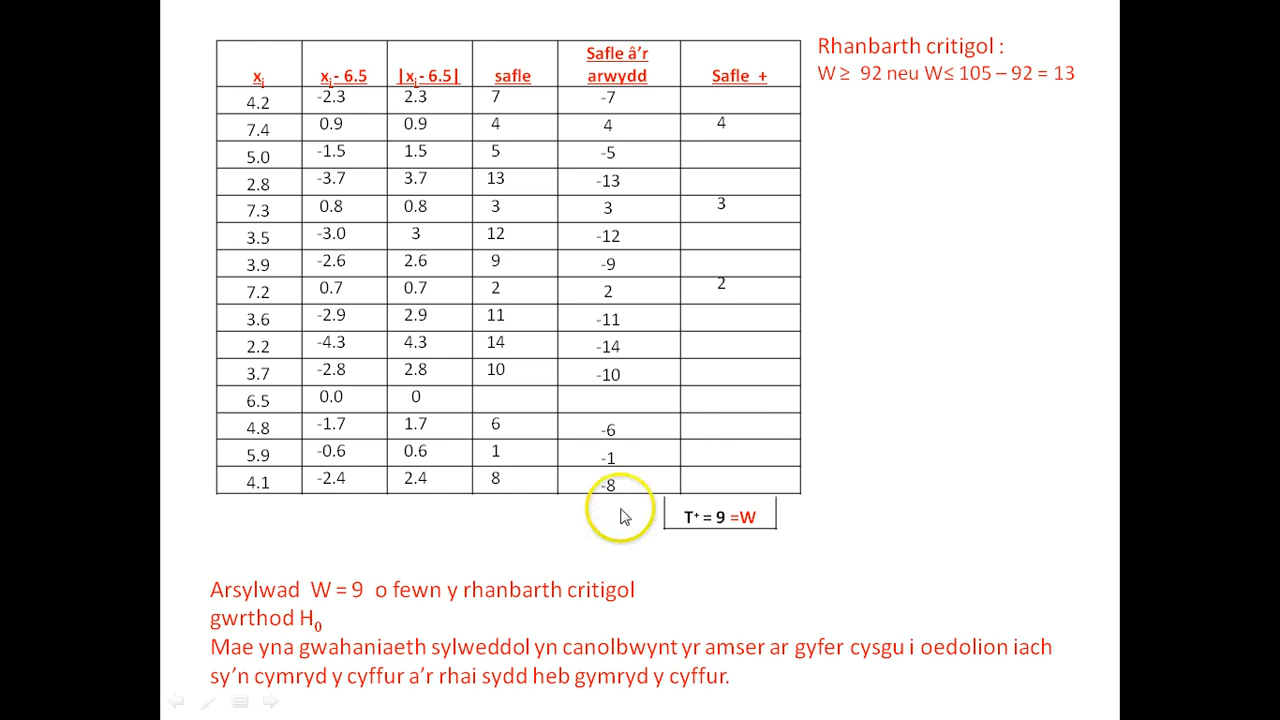 Rhanbarth critigol :
W ≥ 92 neu W≤ 105 – 92 = 13
xi xi - 6.5 |xi - 6.5| safle Safle â'r arwydd Safle +
4.2 -2.3 2.3 7 -7
7.4 0.9 0.9 4 4 4
5.0 -1.5 1.5 5 -5
2.8 -3.7 3.7 13 -13
7.3 0.8 0.8 3 3 3
3.5 -3.0 3 12 -12
3.9 -2.6 2.6 9 -9
7.2 0.7 0.7 2 2 2
3.6 -2.9 2.9 11 -11
2.2 -4.3 4.3 14 -14
3.7 -2.8 2.8 10 -10
6.5 0.0 0
4.8 -1.7 1.7 6 -6
5.9 -0.6 0.6 1 -1
4.1 -2.4 2.4 8 -8
T+ = 9 =W
Arsylwad W = 9 o fewn y rhanbarth critigol
gwrthod H0
Mae yna gwahaniaeth sylweddol yn canolbwynt yr amser ar gyfer cysgu i oedolion iach
sy'n cymryd y cyffur a'r rhai sydd heb gymryd y cyffur.